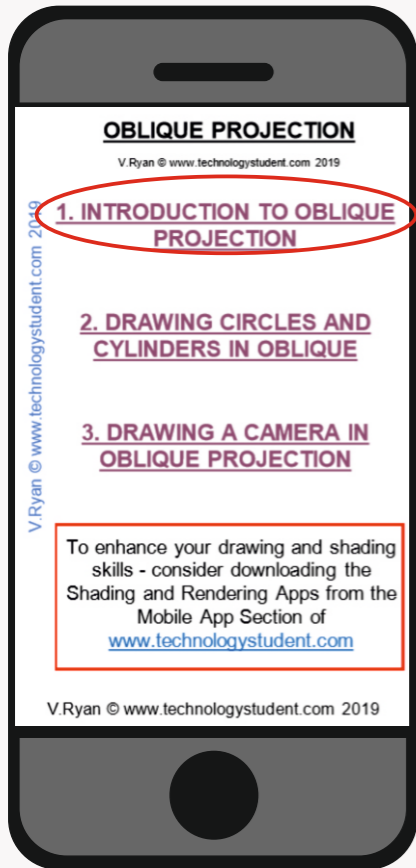 OBLIQUE PROJECTION
V.Ryan © www.technologystudent.com 2019
V.Ryan © www.technologystudent.com 2019
1. INTRODUCTION TO OBLIQUE
PROJECTION
2. DRAWING CIRCLES AND
CYLINDERS IN OBLIQUE
3. DRAWING A CAMERA IN
OBLIQUE PROJECTION
To enhance your drawing and shading
skills - consider downloading the
Shading and Rendering Apps from the
Mobile App Section of
www.technologystudent.com
V.Ryan © www.technologystudent.com 2019